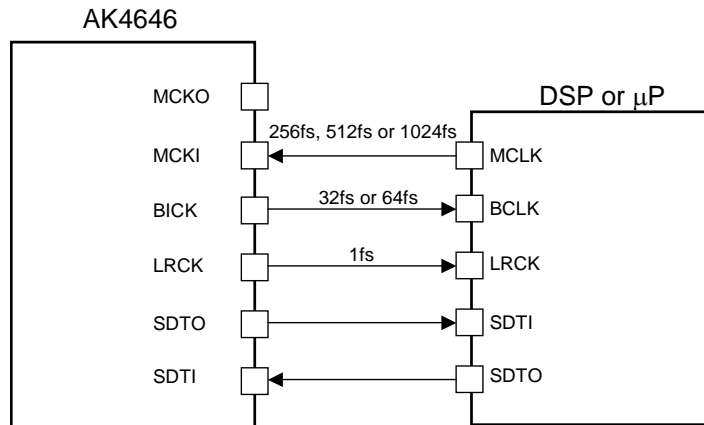 AK4646
DSP or μP
MCKO
256fs, 512fs or 1024fs
MCKI
MCLK
32fs or 64fs
BICK
BCLK
1fs
LRCK
LRCK
SDTO
SDTI
SDTI
SDTO